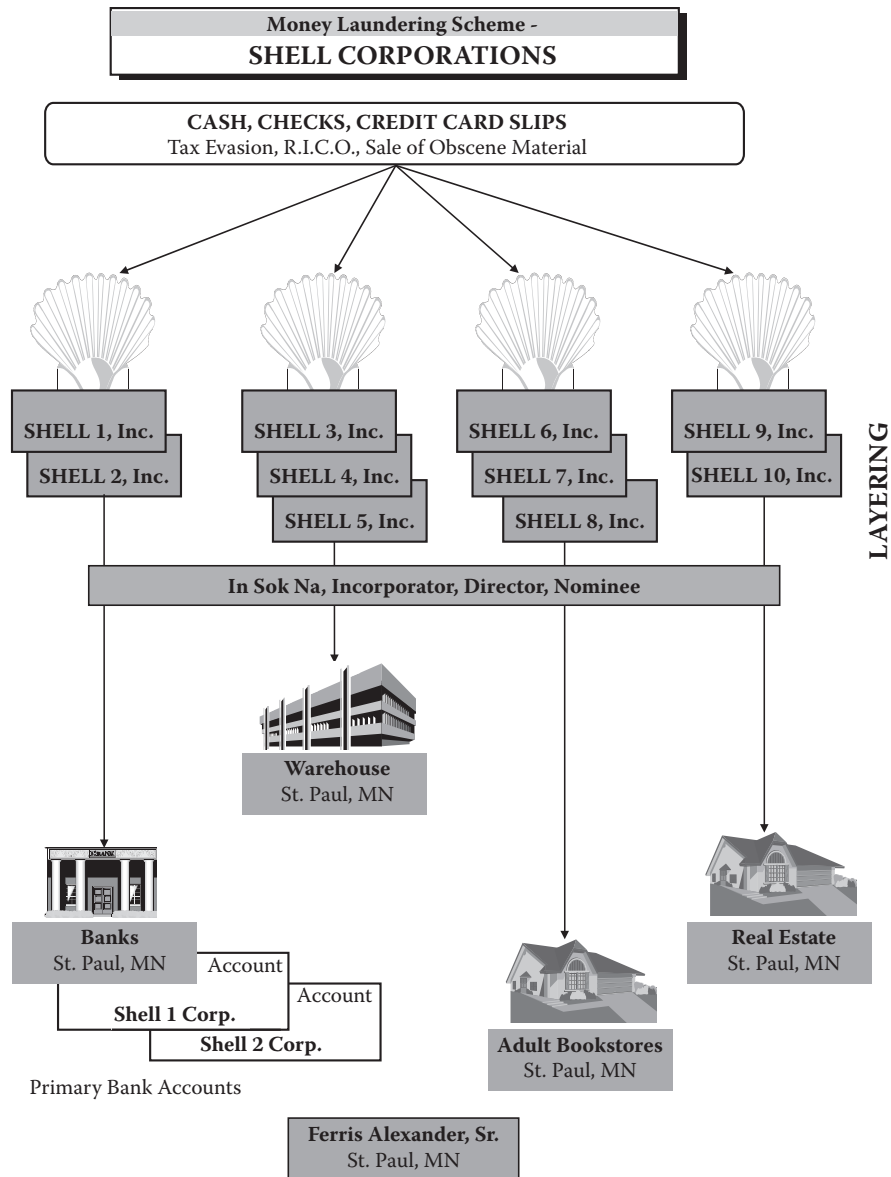 Money Laundering Scheme -
SHELL CORPORATIONS
CASH, CHECKS, CREDIT CARD SLIPS
Tax Evasion, R.I.C.O., Sale of Obscene Material
SHELL 1, Inc.
SHELL 2, Inc.
SHELL 3, Inc.
SHELL 4, Inc.
SHELL 5, Inc.
SHELL 6, Inc.
SHELL 7, Inc.
SHELL 8, Inc.
SHELL 9, Inc.
SHELL 10, Inc.
LAYERING
In Sok Na, Incorporator, Director, Nominee
Warehouse
St. Paul, MN
BANK
Banks
St. Paul, MN
Account
Shell 1 Corp.
Account
Shell 2 Corp.
Primary Bank Accounts
Adult Bookstores
St. Paul, MN
Real Estate
St. Paul, MN
Ferris Alexander, Sr.
St. Paul, MN